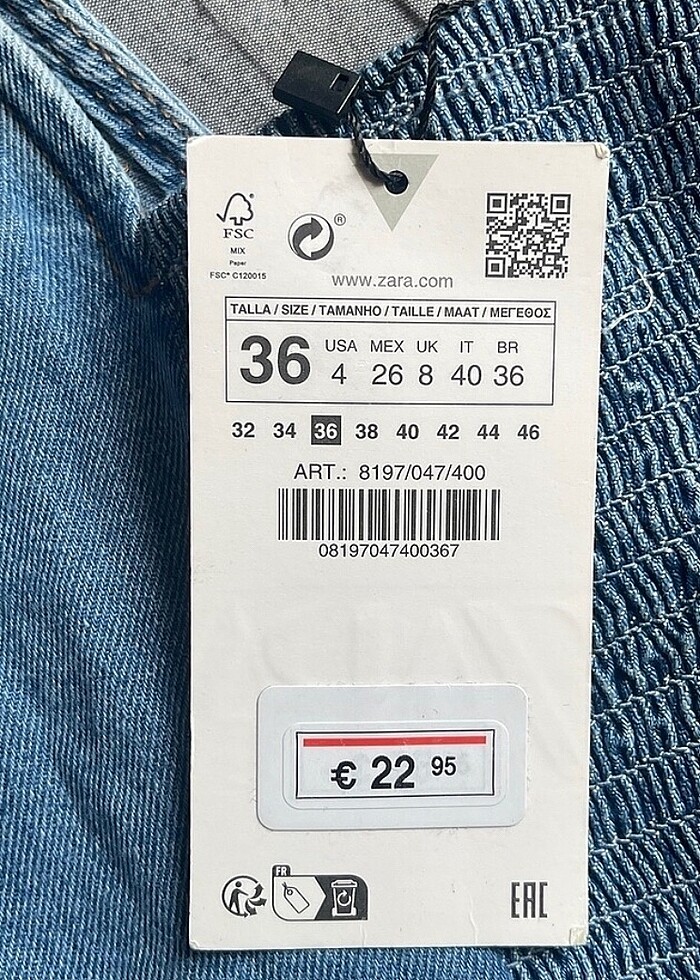 FSC
MIX
Paper
FSC® C120015
®
www.zara.com
TALLA / SIZE / TAMANHO / TAILLE / MAAT / ΜΕΓΕΘΟΣ
36 USA 4 MEX 26 UK 8 IT 40 BR 36
32 34 36 38 40 42 44 46
ART.: 8197/047/400
08197047400367
€ 22 95
FR
EAC